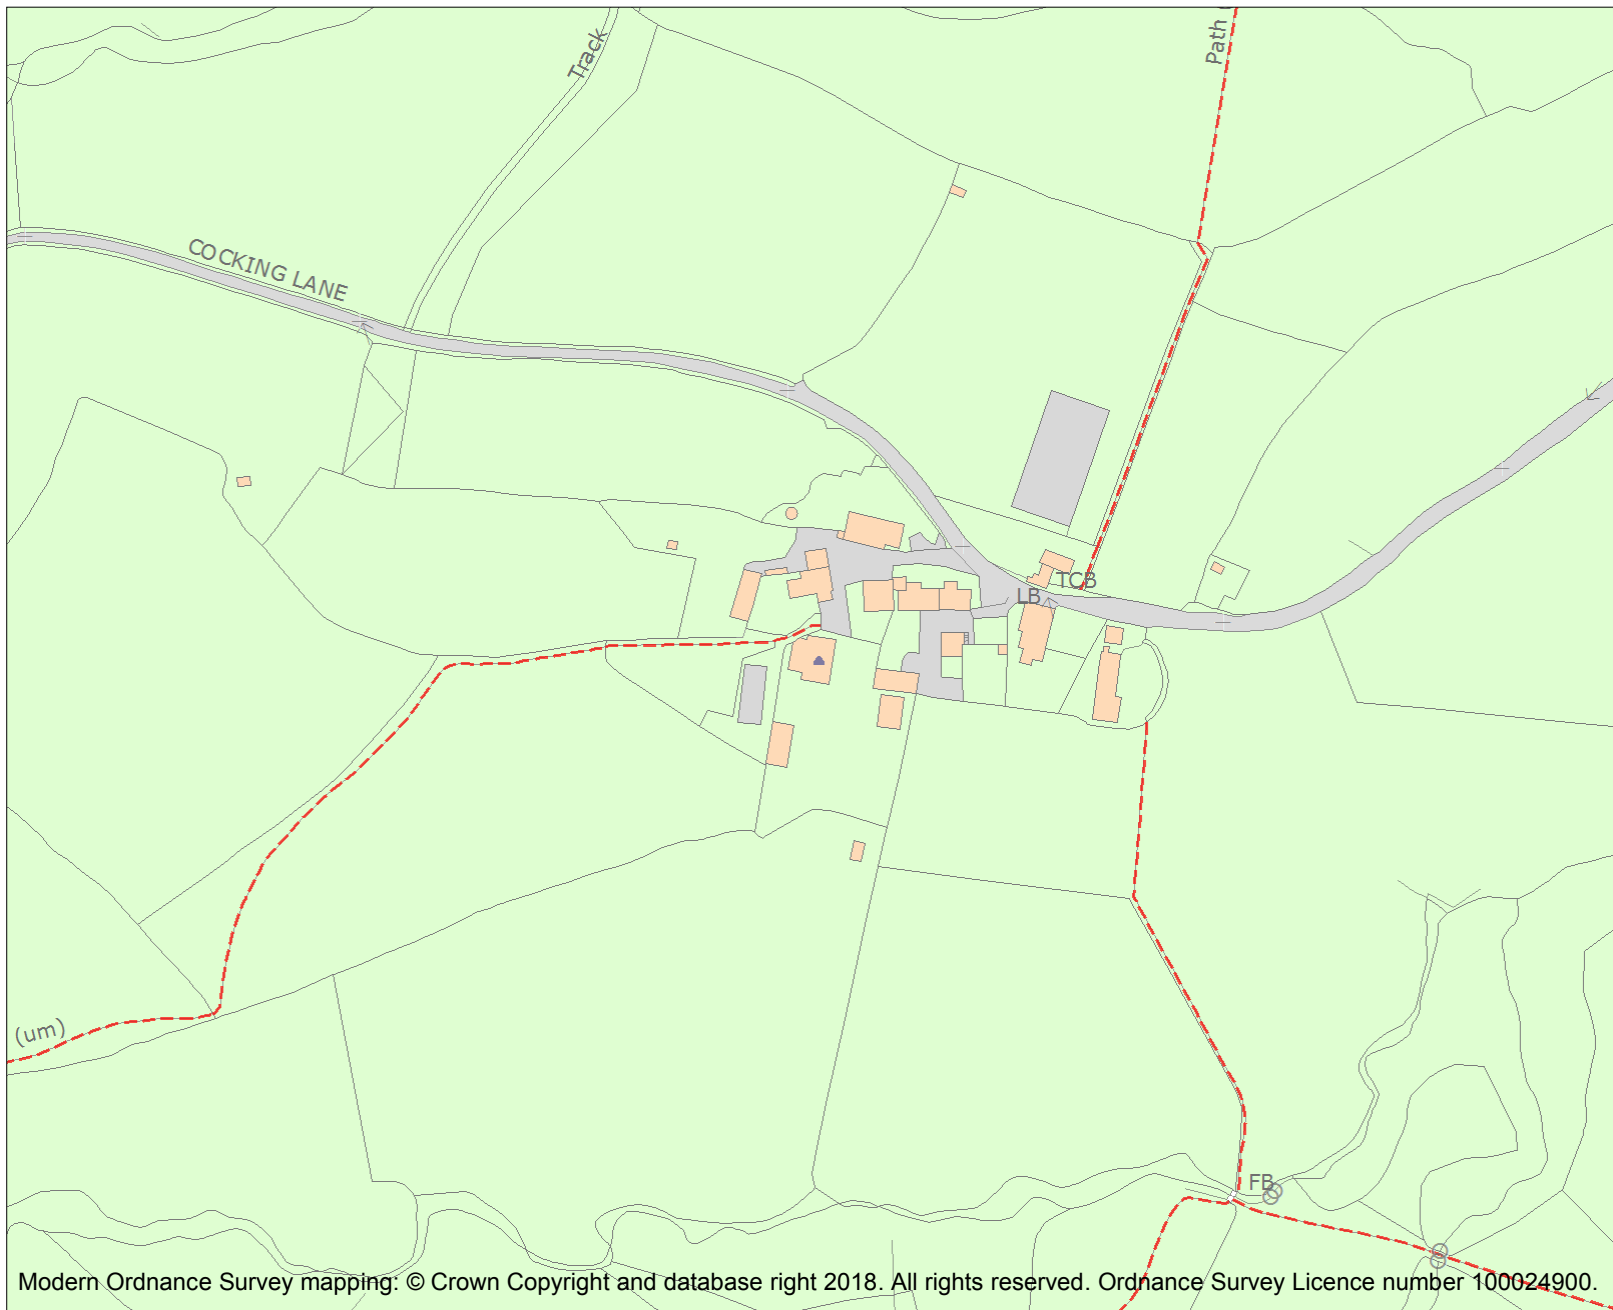 Track
Path
COCKING LANE
TCB
LB
(um)
FB
Modern Ordnance Survey mapping: © Crown Copyright and database right 2018. All rights reserved. Ordnance Survey Licence number 100024900.